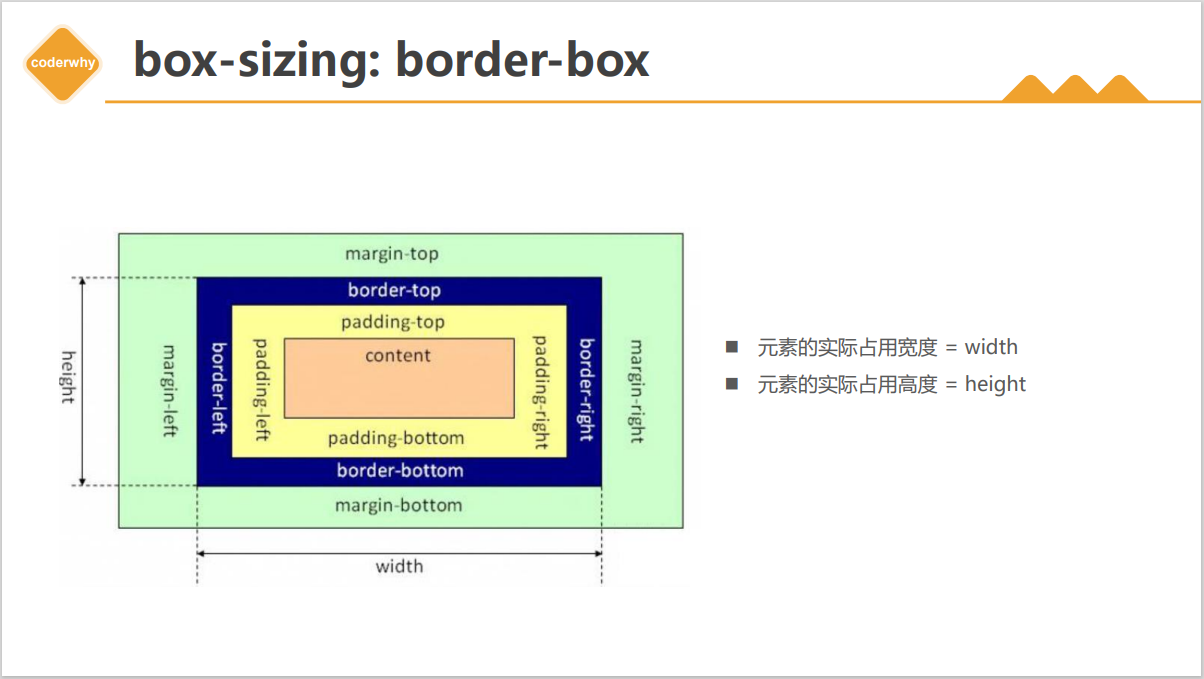 coderwhy
box-sizing: border-box
margin-top
border-top
padding-top
content
height
margin-left
border-left
padding-left
padding-right
border-right
margin-right
padding-bottom
border-bottom
margin-bottom
width
■ 元素的实际占用宽度 = width
■ 元素的实际占用高度 = height